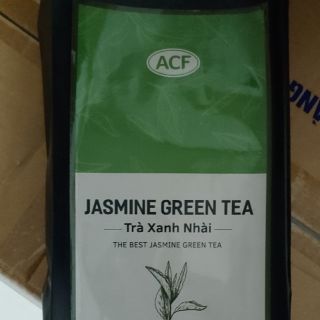 ACF
JASMINE GREEN TEA
Trà Xanh Nhài
THE BEST JASMINE GREEN TEA